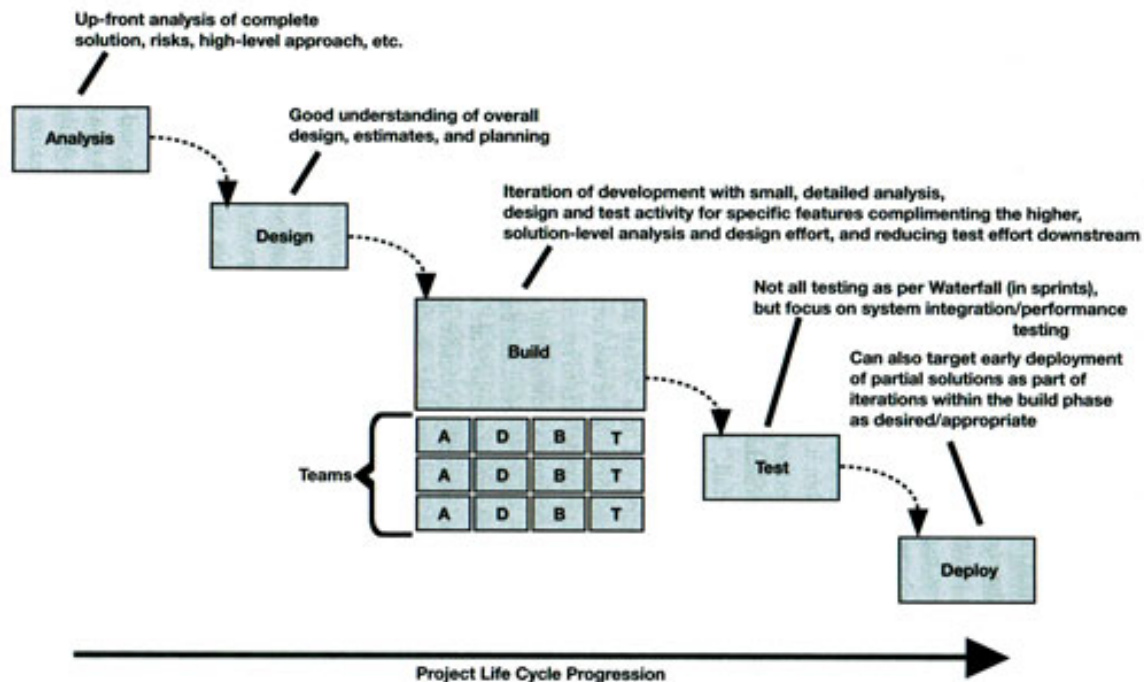 Up-front analysis of complete
solution, risks, high-level approach, etc.
Analysis
Good understanding of overall
design, estimates, and planning
Design
Iteration of development with small, detailed analysis,
design and test activity for specific features complimenting the higher,
solution-level analysis and design effort, and reducing test effort downstream
Build
Not all testing as per Waterfall (in sprints),
but focus on system integration/performance
testing
Can also target early deployment
of partial solutions as part of
iterations within the build phase
as desired/appropriate
Teams
A D B T
A D B T
A D B T
Test
Deploy
Project Life Cycle Progression